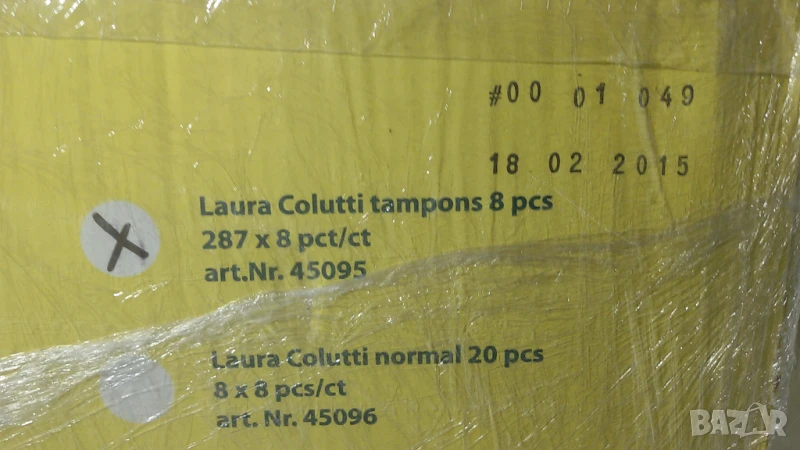 #00 01 049
18 02 2015
Laura Colutti tampons 8 pcs
287 x 8 pct/ct
art.Nr. 45095
Laura Colutti normal 20 pcs
8 x 8 pcs/ct
art. Nr. 45096
BAZAR